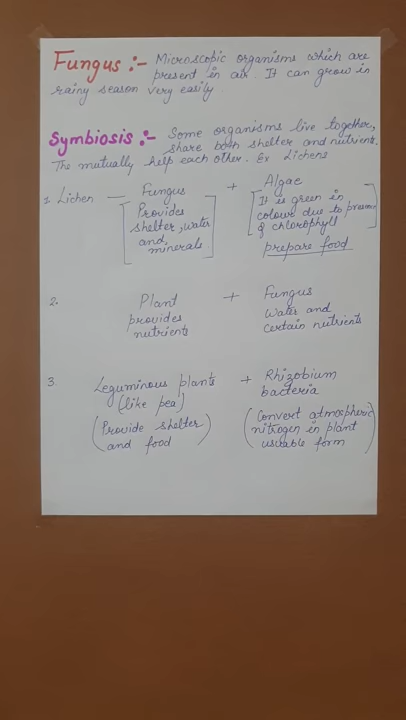 Fungus :- Microscopic organisms which are
present in air. It can grow in
rainy season very easily
Symbiosis :- Some organisms live together,
share both shelter and nutrients.
The mutually help each other. Ex Lichens
1. Lichen — Fungus + Algae
[Provides shelter, water and, minerals]
[It is green in colour due to of chlorophyll]
prepare food
2. Plant + Fungus
provides nutrients
Water and certain nutrients
3. Leguminous plants + Rhizobium bacteria
(like pea)
(Provide shelter and food)
(Convert atmospheric nitrogen in plant usuable form)